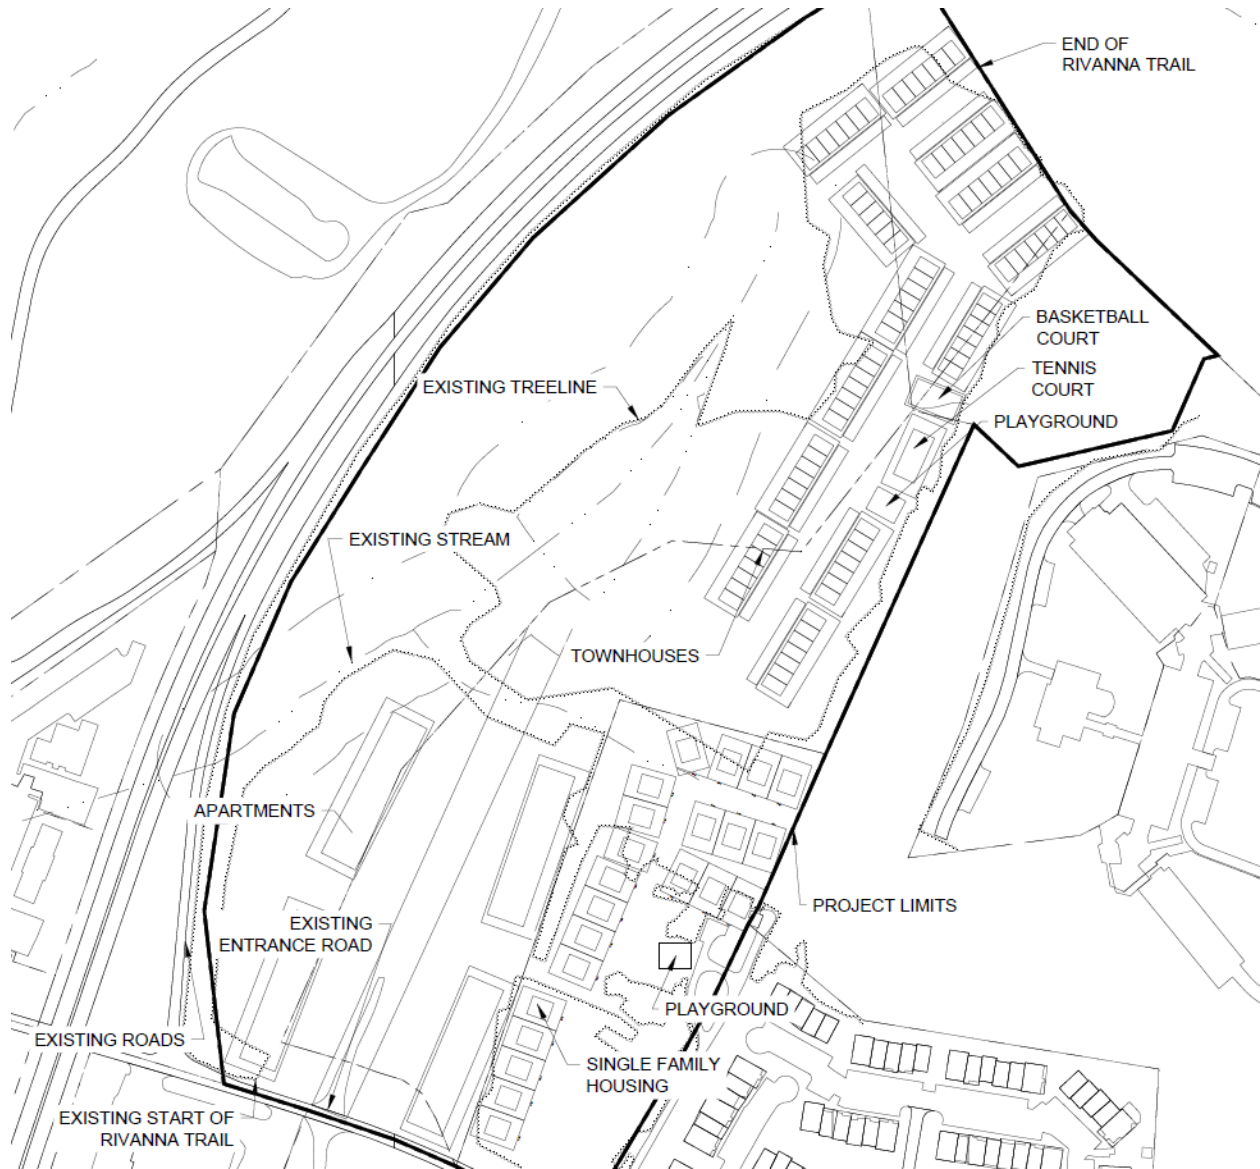 END OF
RIVANNA TRAIL
BASKETBALL
COURT
TENNIS
COURT
EXISTING TREELINE
PLAYGROUND
EXISTING STREAM
TOWNHOUSES
APARTMENTS
PROJECT LIMITS
EXISTING
ENTRANCE ROAD
PLAYGROUND
EXISTING ROADS
SINGLE FAMILY
HOUSING
EXISTING START OF
RIVANNA TRAIL